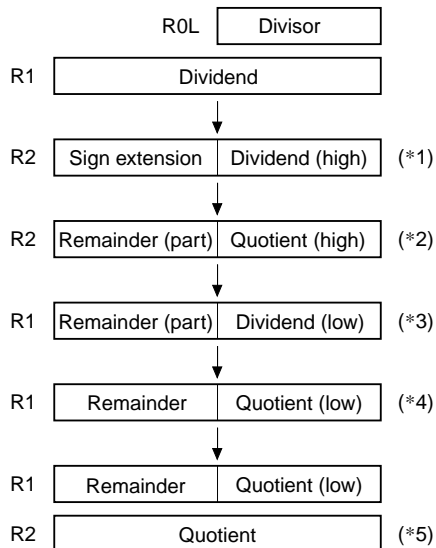 R0L Divisor
R1 Dividend
R2 Sign extension Dividend (high) (*1)
R2 Remainder (part) Quotient (high) (*2)
R1 Remainder (part) Dividend (low) (*3)
R1 Remainder Quotient (low) (*4)
R1 Remainder Quotient (low)
R2 Quotient (*5)